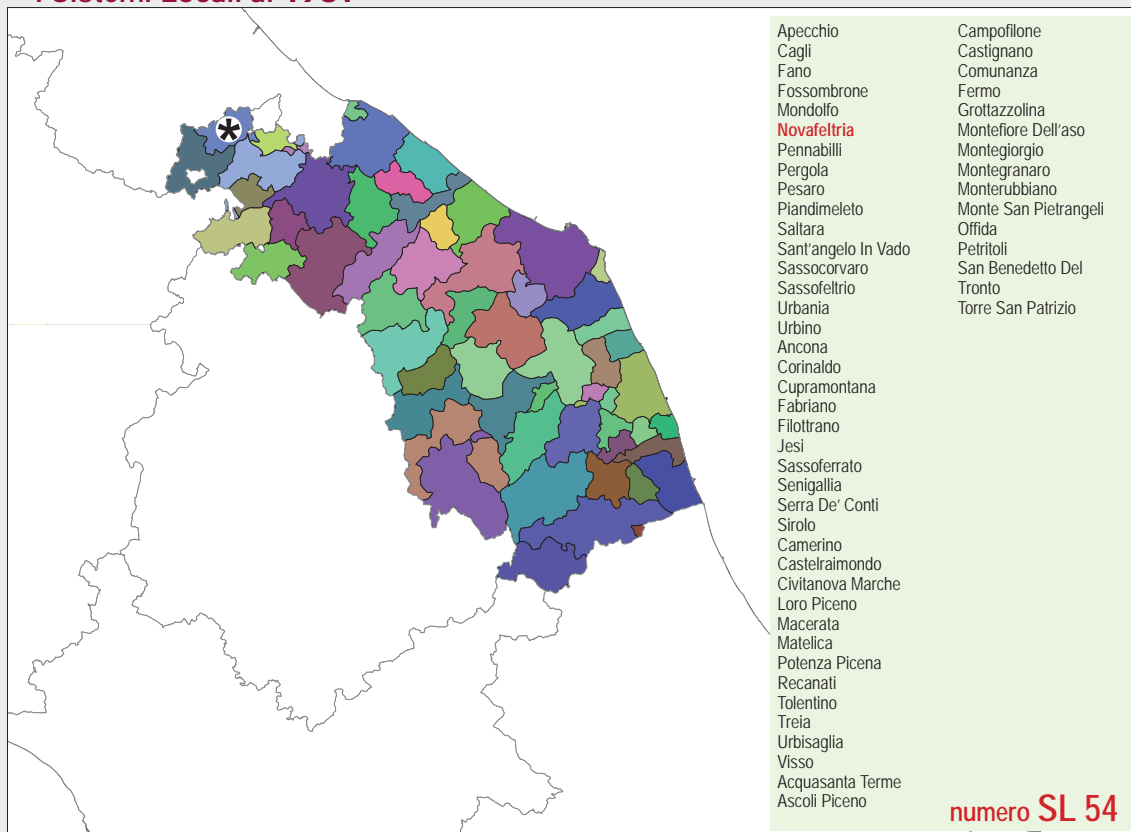 I Sistemi Locali al 1981
Apecchio
Cagli
Fano
Fossombrone
Mondolfo
Novafeltria
Pennabilli
Pergola
Pesaro
Piandimeleto
Saltara
Sant'angelo In Vado
Sassocorvaro
Sassofeltrio
Urbania
Urbino
Ancona
Corinaldo
Cupramontana
Fabriano
Filottrano
Jesi
Sassoferrato
Senigallia
Serra De' Conti
Sirolo
Camerino
Castelraimondo
Civitanova Marche
Loro Piceno
Macerata
Matelica
Potenza Picena
Recanati
Tolentino
Treia
Urbisaglia
Visso
Acquasanta Terme
Ascoli Piceno
Campofilone
Castignano
Comunanza
Fermo
Grottazzolina
Montefiore Dell'aso
Montegiorgio
Montegranaro
Monterubbiano
Monte San Pietrangeli
Offida
Petritoli
San Benedetto Del
Tronto
Torre San Patrizio
numero SL 54